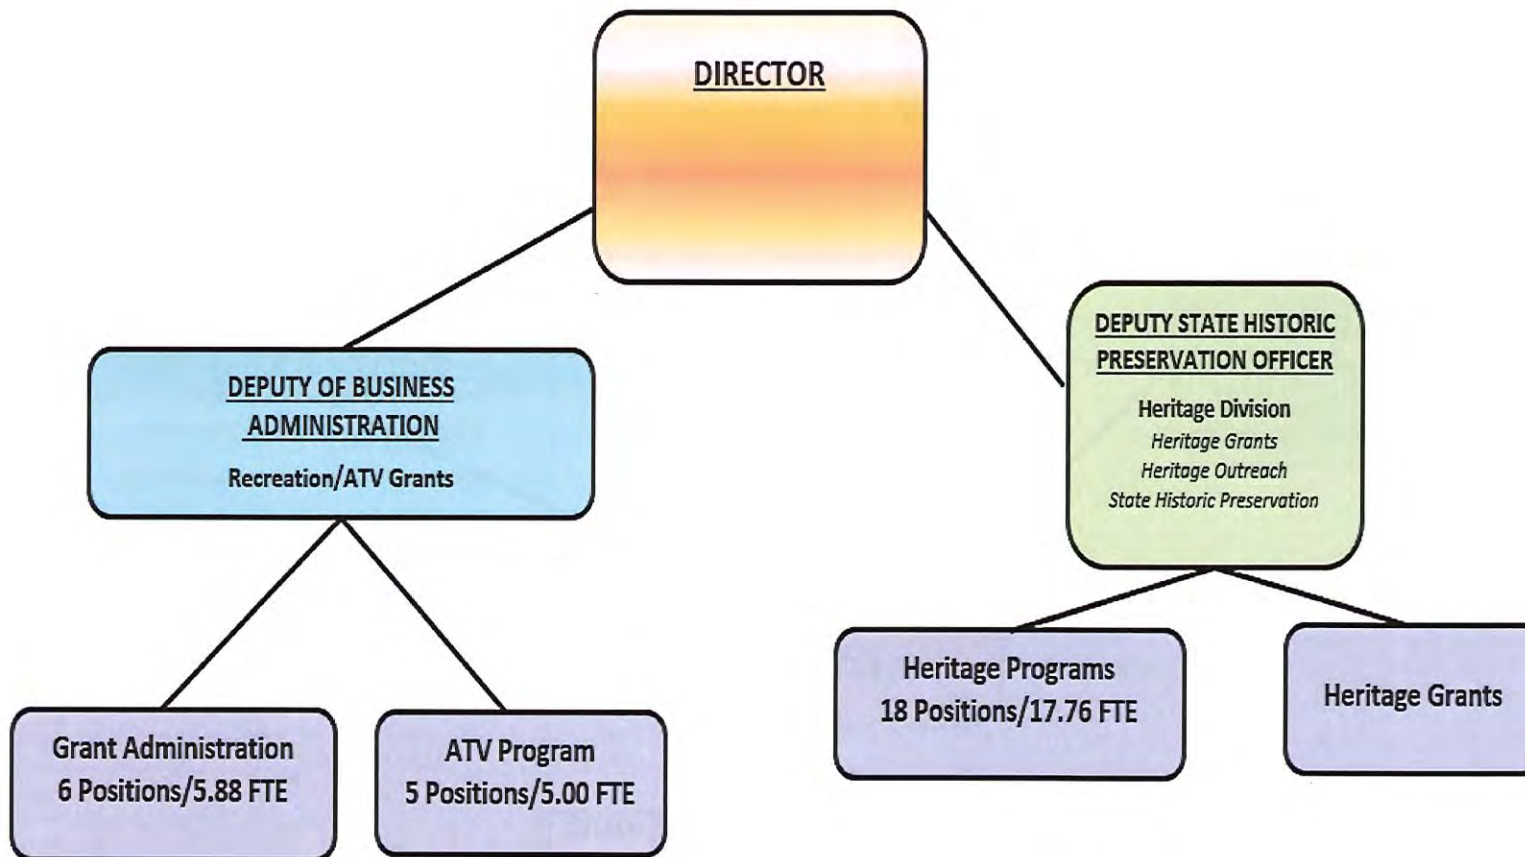 DIRECTOR
DEPUTY OF BUSINESS
ADMINISTRATION
Recreation/ATV Grants
DEPUTY STATE HISTORIC
PRESERVATION OFFICER
Heritage Division
Heritage Grants
Heritage Outreach
State Historic Preservation
Grant Administration
6 Positions/5.88 FTE
ATV Program
5 Positions/5.00 FTE
Heritage Programs
18 Positions/17.76 FTE
Heritage Grants